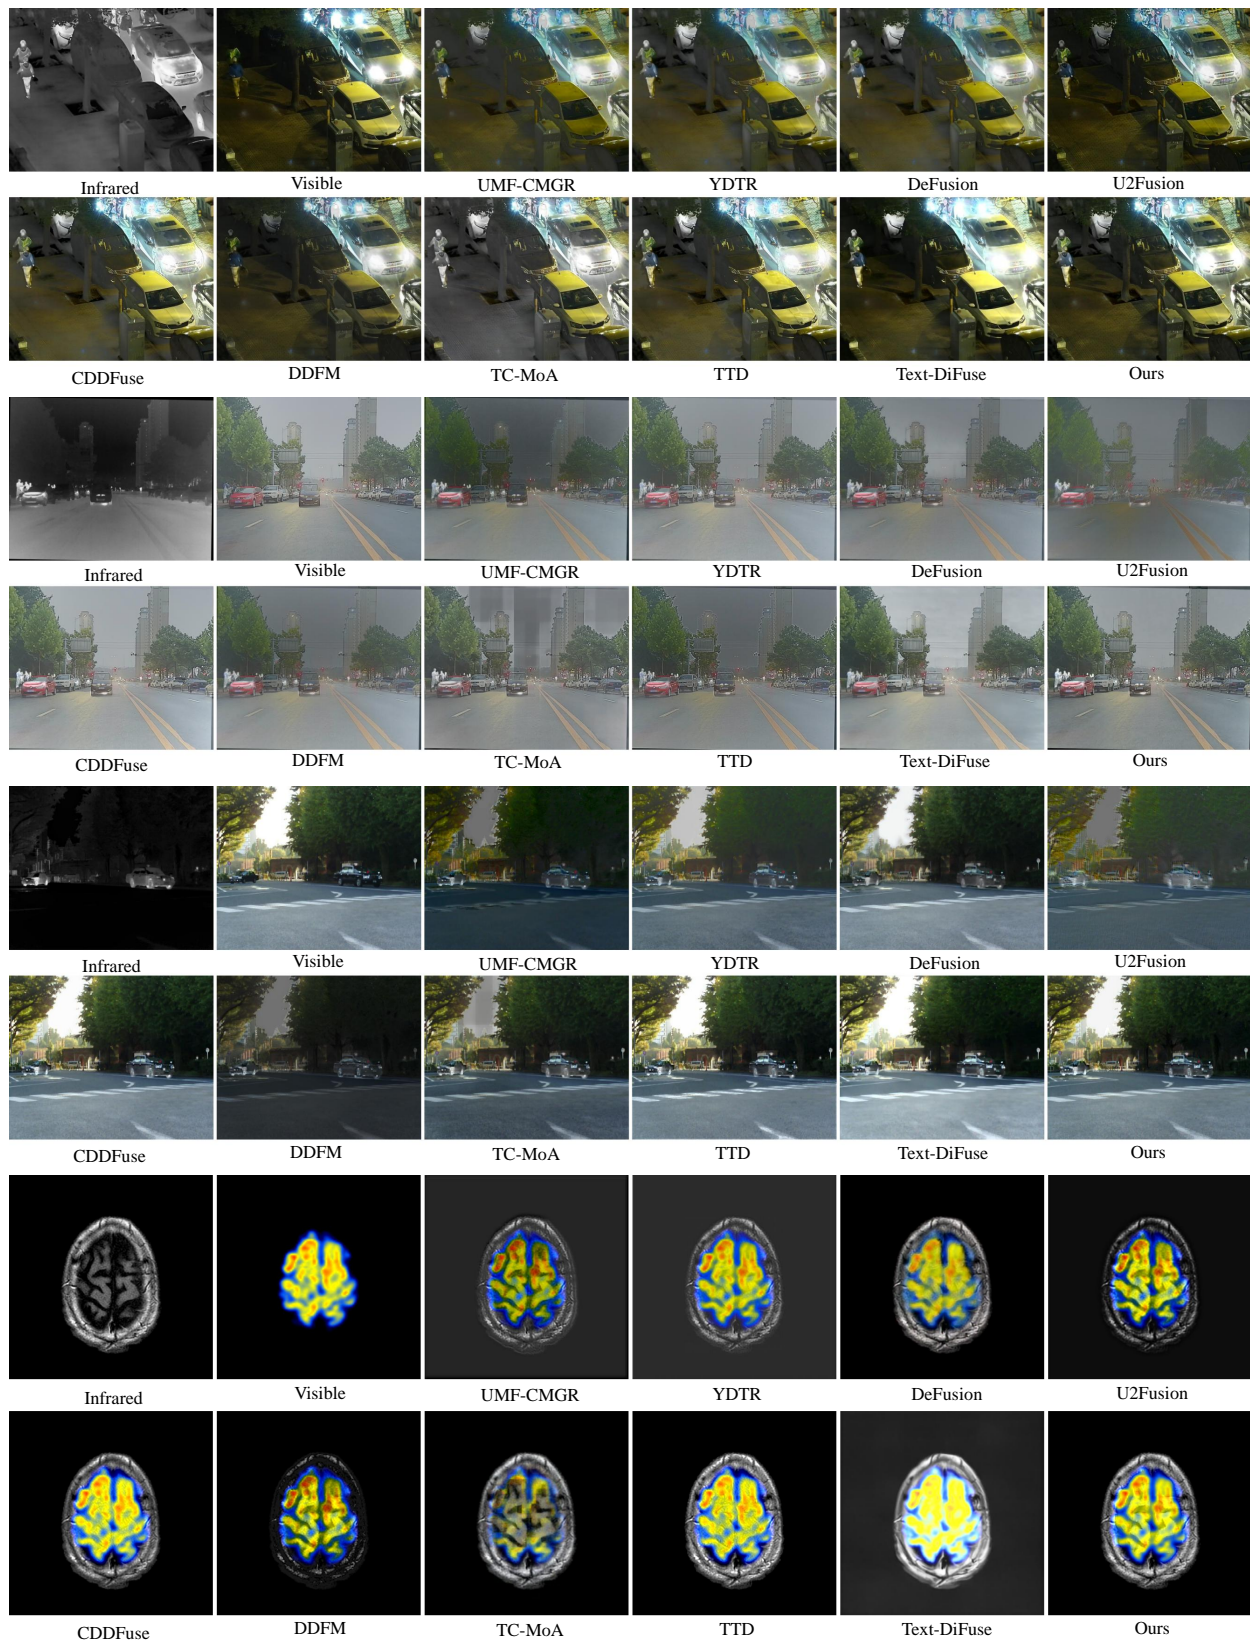 Infrared Visible UMF-CMGR YDTR DeFusion U2Fusion
CDDFuse DDFM TC-MoA TTD Text-DiFuse Ours
Infrared Visible UMF-CMGR YDTR DeFusion U2Fusion
CDDFuse DDFM TC-MoA TTD Text-DiFuse Ours
Infrared Visible UMF-CMGR YDTR DeFusion U2Fusion
CDDFuse DDFM TC-MoA TTD Text-DiFuse Ours
Infrared Visible UMF-CMGR YDTR DeFusion U2Fusion
CDDFuse DDFM TC-MoA TTD Text-DiFuse Ours